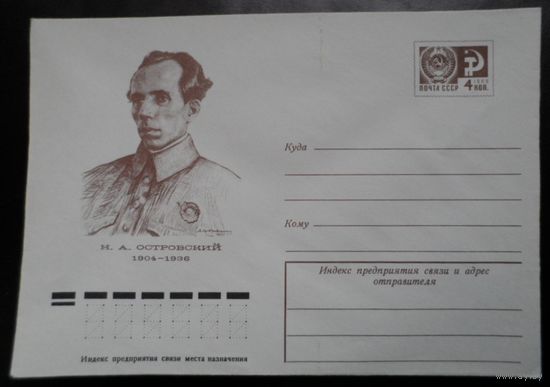 1966
ПОЧТА СССР 4 КОП.
Куда
Кому
Н. А. ОСТРОВСКИЙ
1904–1936
Индекс предприятия связи и адрес
отправителя
Индекс предприятия связи места назначения